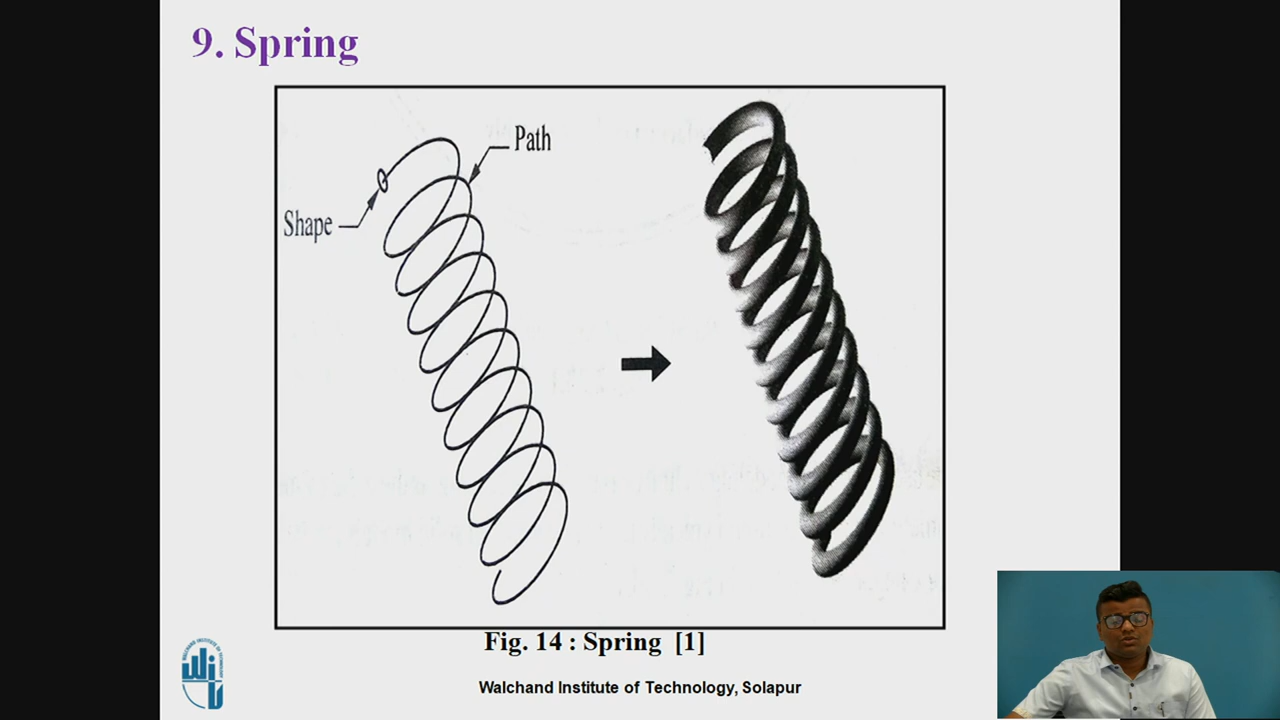 9. Spring
Path
Shape
Fig. 14 : Spring [1]
Walchand Institute of Technology, Solapur